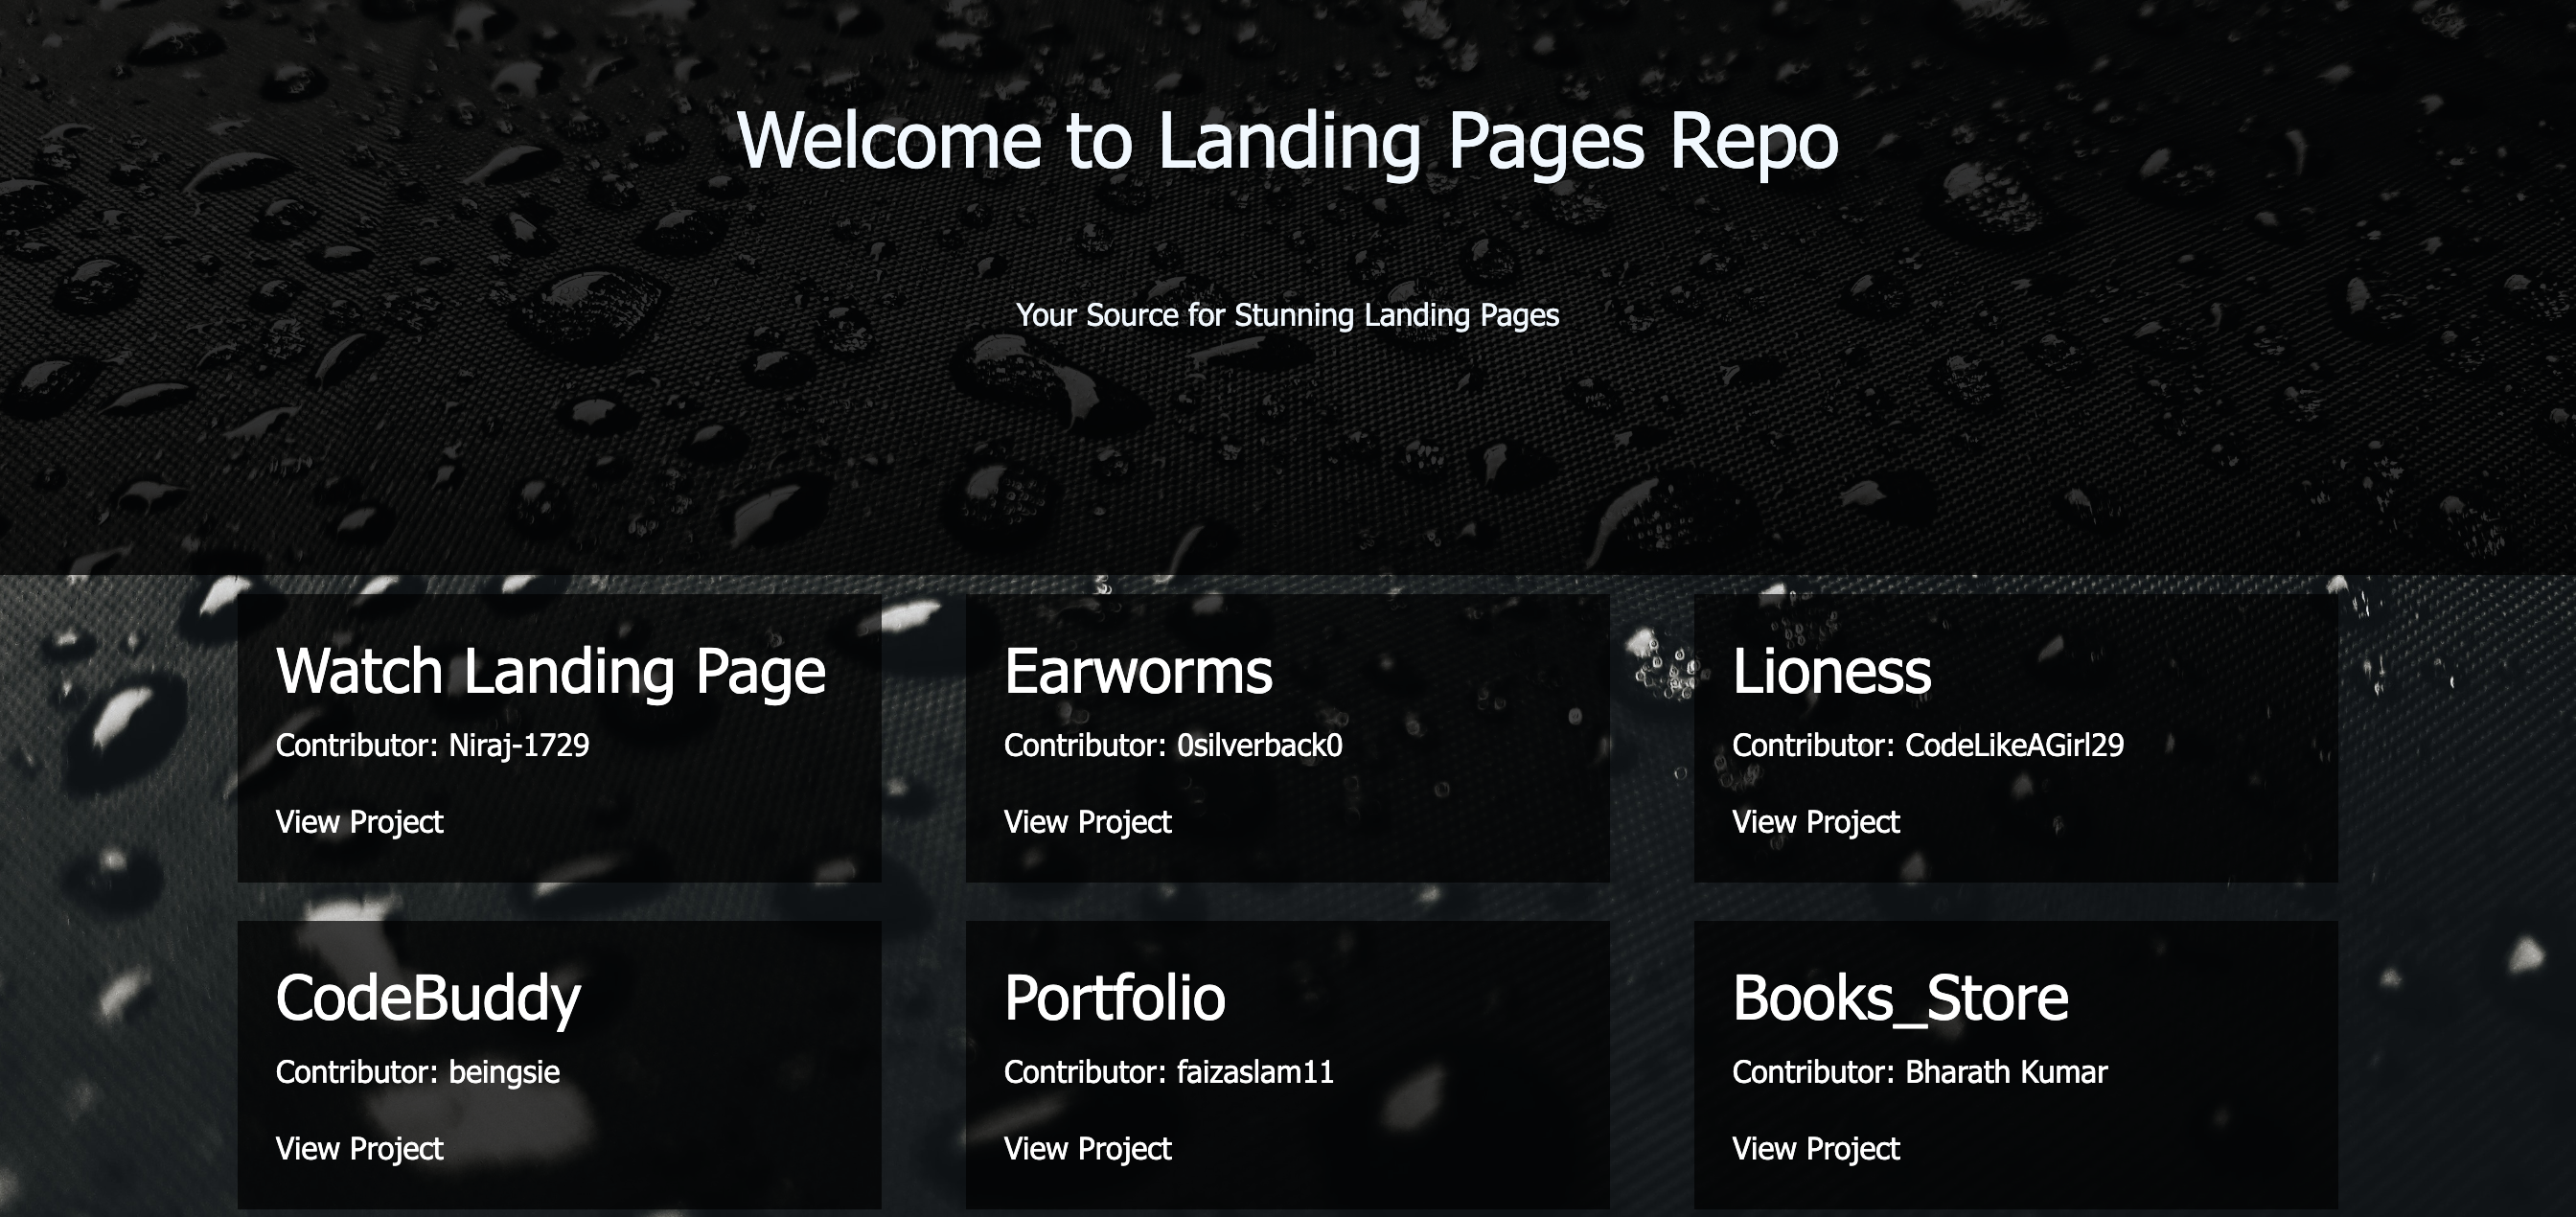 Welcome to Landing Pages Repo
Your Source for Stunning Landing Pages
Watch Landing Page
Contributor: Niraj-1729
View Project
Earworms
Contributor: 0silverback0
View Project
Lioness
Contributor: CodeLikeAGirl29
View Project
CodeBuddy
Contributor: beingsie
View Project
Portfolio
Contributor: faizaslam11
View Project
Books_Store
Contributor: Bharath Kumar
View Project